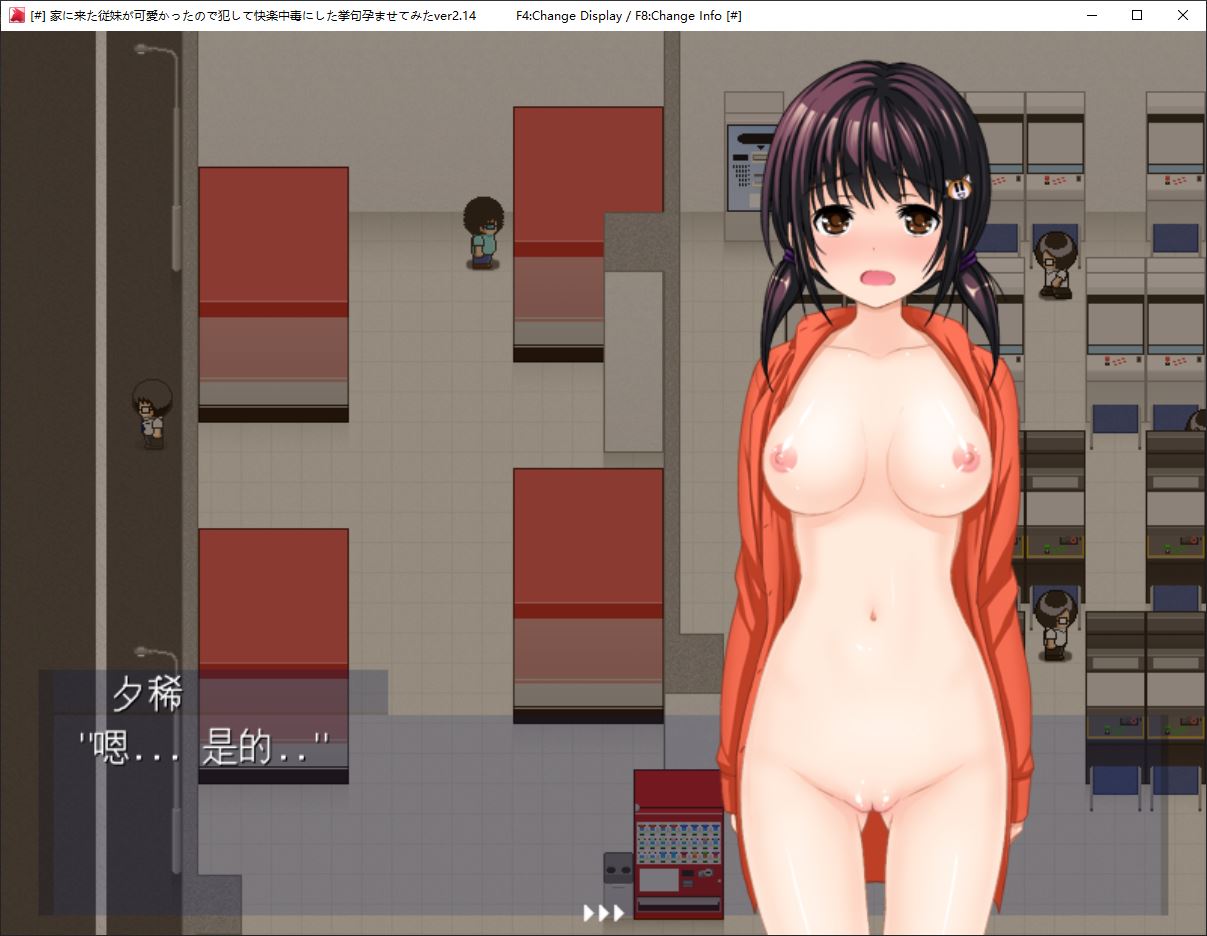 [#] 家に来た従妹が可愛かったので犯して快楽中毒にした挙句孕ませてみたver2.14 F4:Change Display / F8:Change Info [#]
夕稀
"嗯... 是的.."